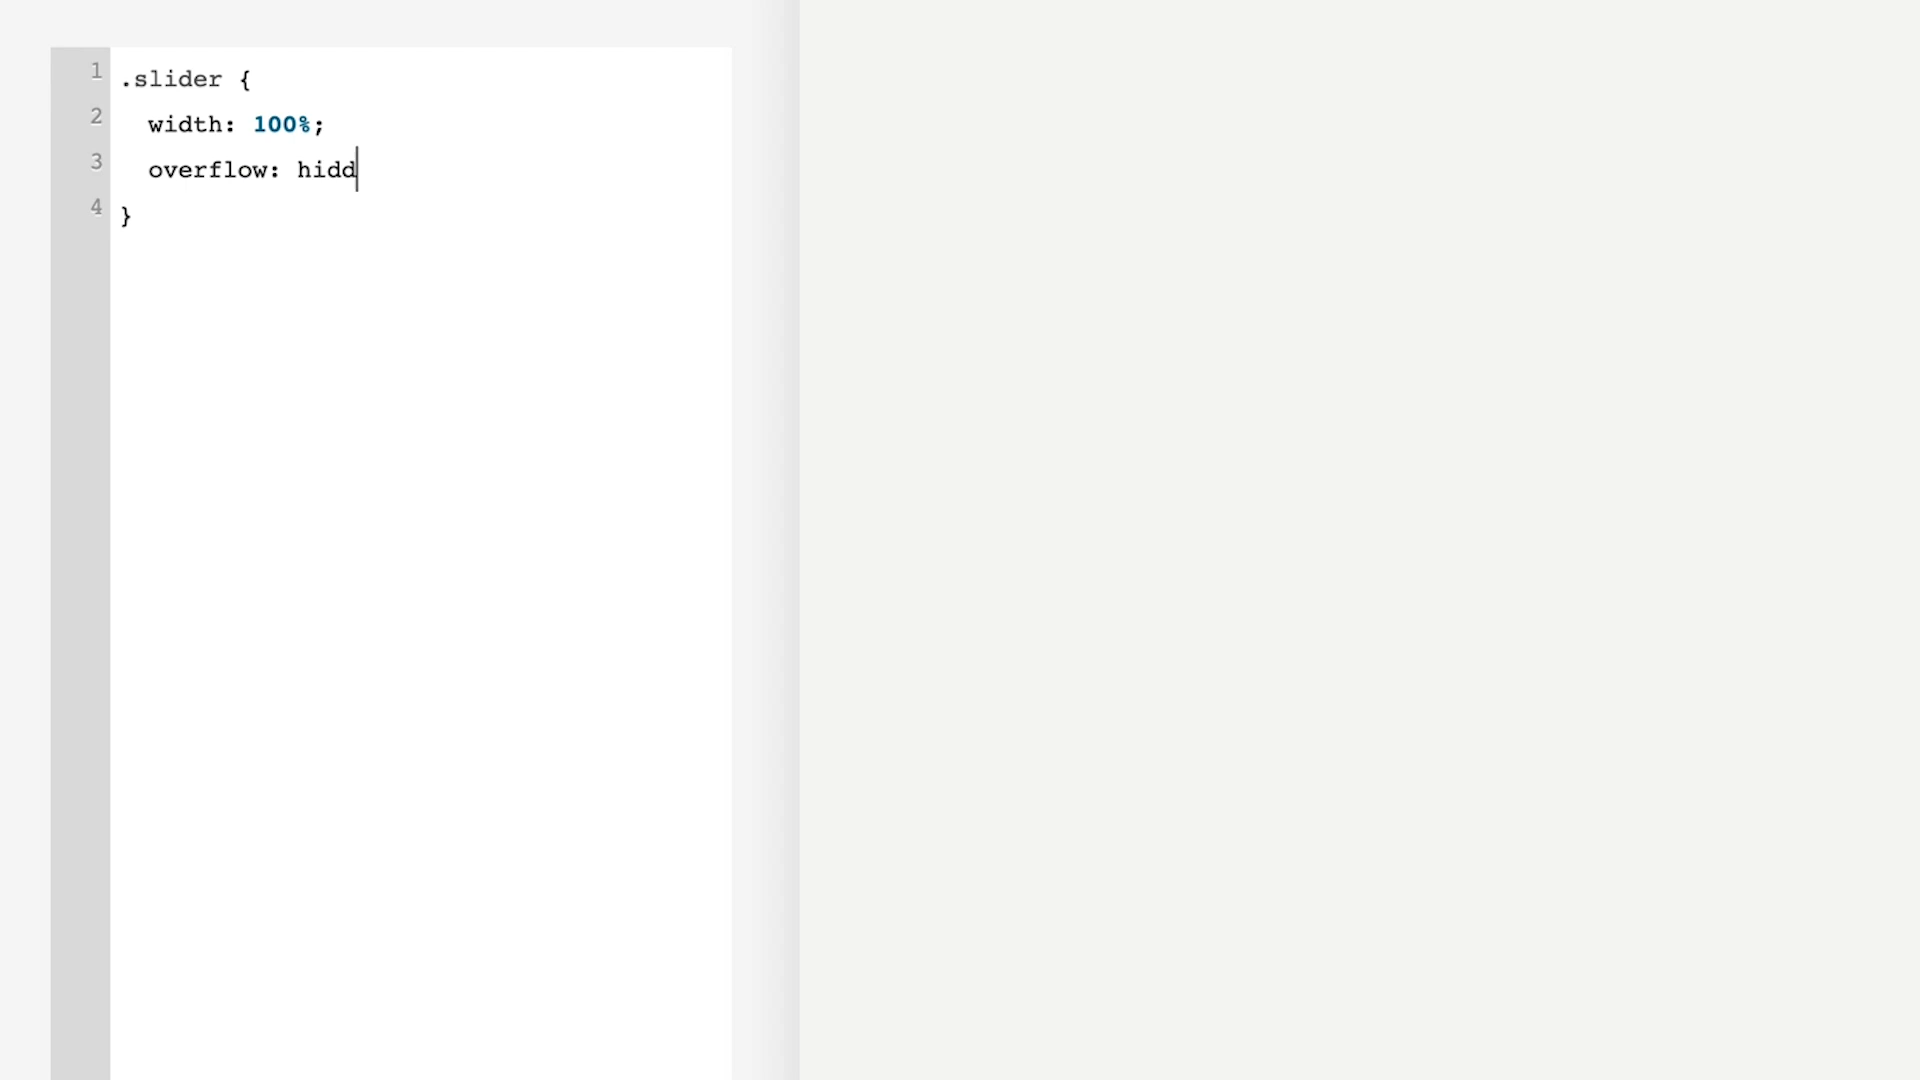 1 .slider {
2 width: 100%;
3 overflow: hidd
4 }